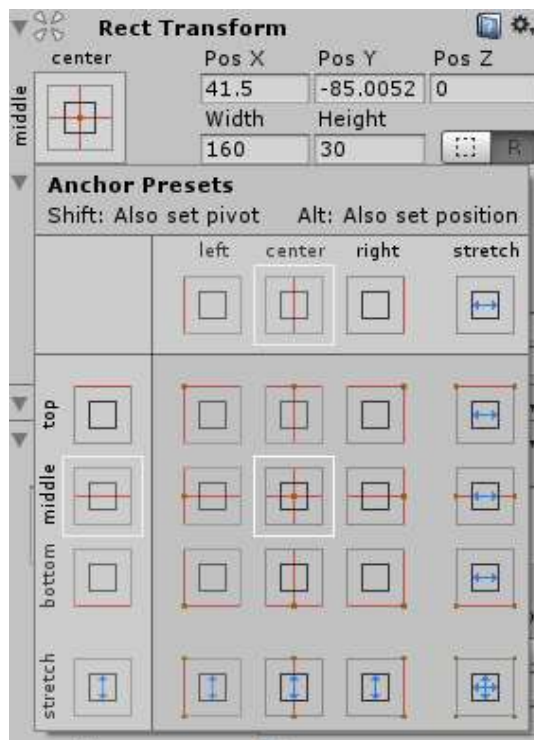 Rect Transform
center
Pos X Pos Y Pos Z
middle
41.5 -85.0052 0
Width Height
160 30
R
Anchor Presets
Shift: Also set pivot Alt: Also set position
left center right stretch
top
middle
bottom
stretch